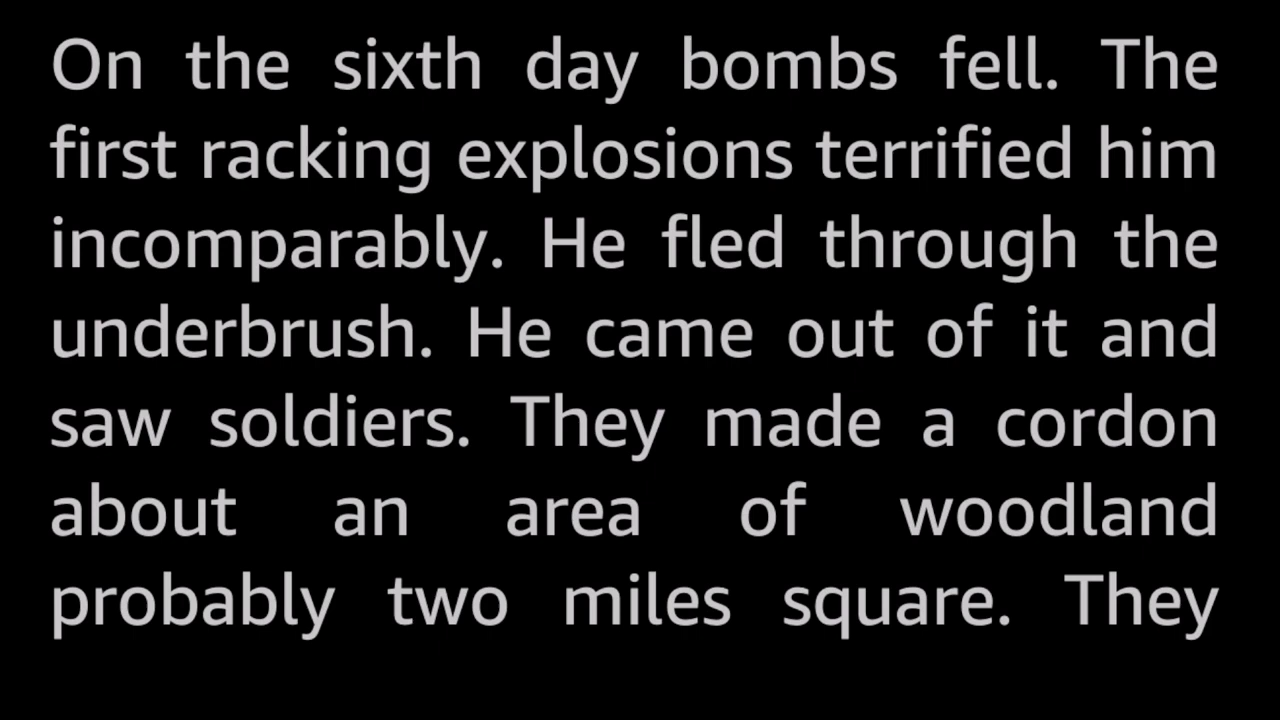 On the sixth day bombs fell. The
first racking explosions terrified him
incomparably. He fled through the
underbrush. He came out of it and
saw soldiers. They made a cordon
about an area of woodland
probably two miles square. They